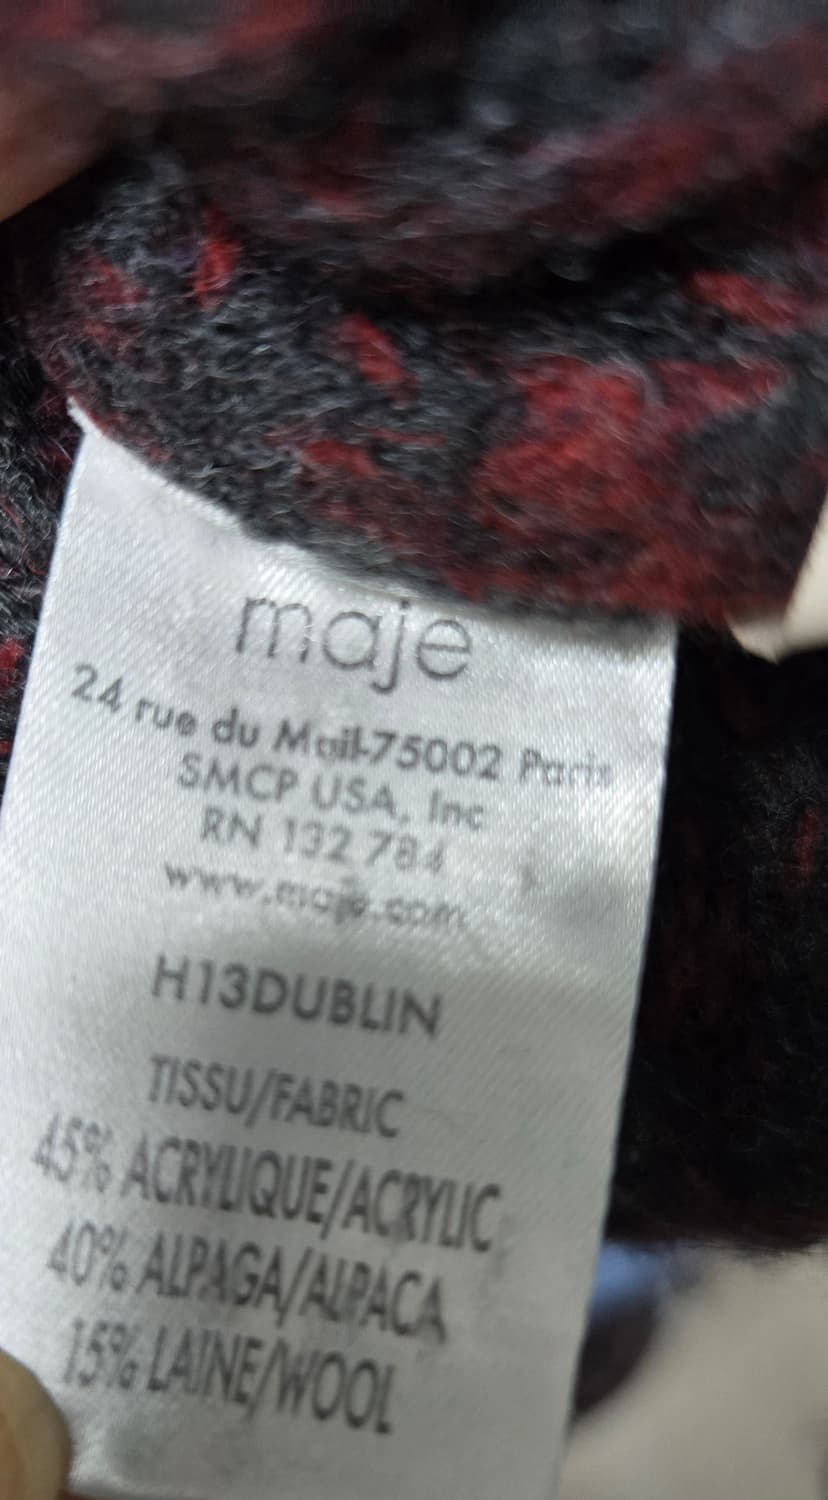 maje
24 rue du Mail-75002 Paris
SMCP USA, Inc
RN 132 784
www.maje.com
H13DUBLIN
TISSU/FABRIC
45% ACRYLIQUE/ACRYLIC
40% ALPAGA/ALPACA
15% LAINE/WOOL